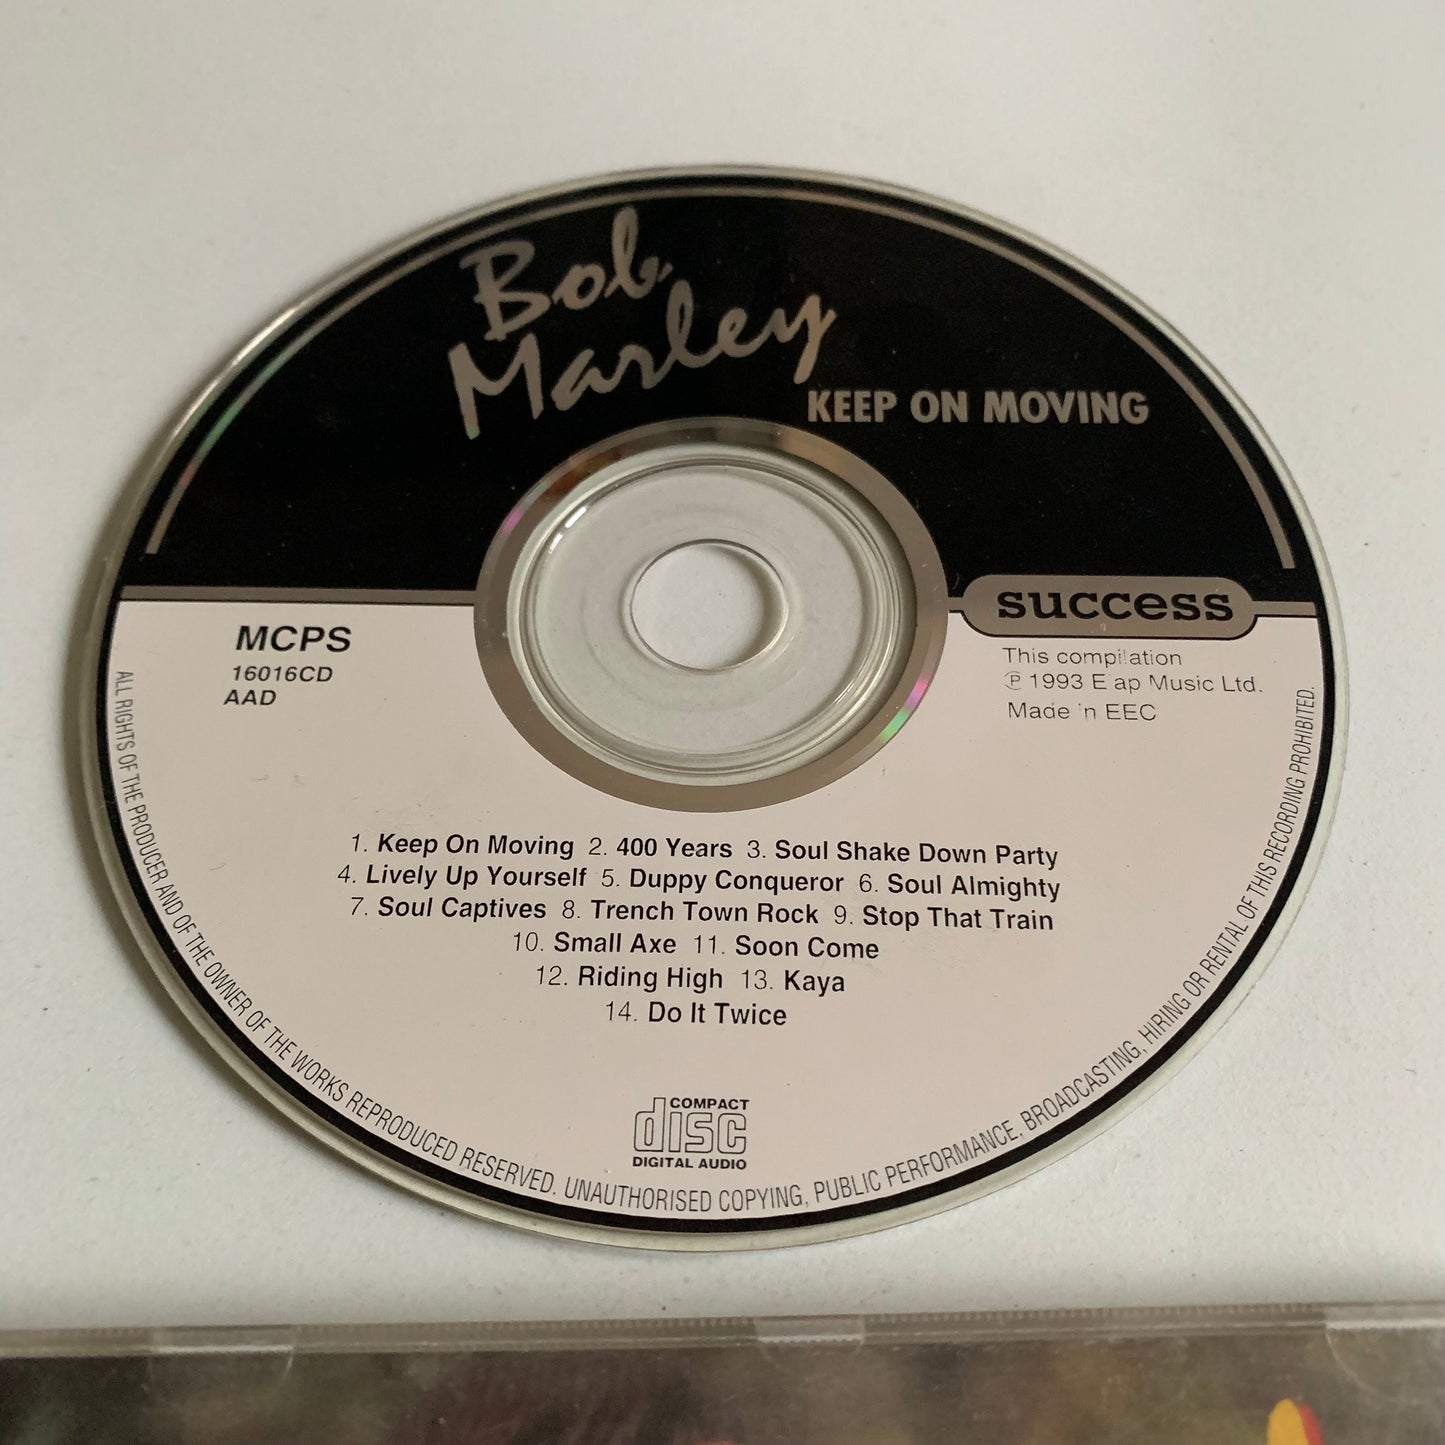 Bob
Marley
KEEP ON MOVING
success
MCPS
16016CD
AAD
This compilation
℗ 1993 E ap Music Ltd.
Made 'n EEC
1. Keep On Moving 2. 400 Years 3. Soul Shake Down Party
4. Lively Up Yourself 5. Duppy Conqueror 6. Soul Almighty
7. Soul Captives 8. Trench Town Rock 9. Stop That Train
10. Small Axe 11. Soon Come
12. Riding High 13. Kaya
14. Do It Twice
COMPACT
disc
DIGITAL AUDIO
ALL RIGHTS OF THE PRODUCER AND OF THE OWNER OF THE WORKS REPRODUCED RESERVED. UNAUTHORISED COPYING, PUBLIC PERFORMANCE, BROADCASTING, HIRING OR RENTAL OF THIS RECORDING PROHIBITED.